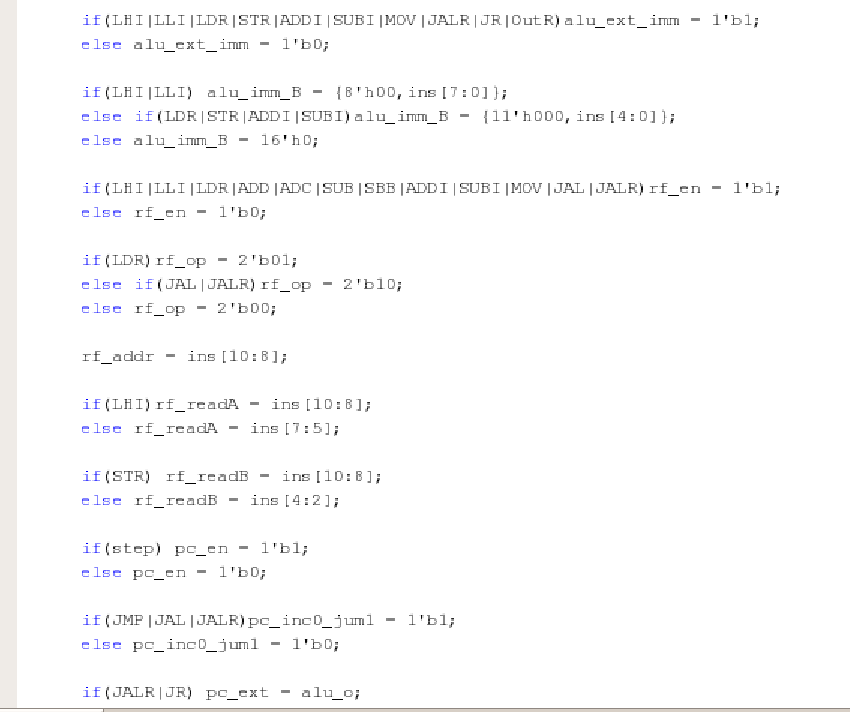 if(LHI|LLI|LDR|STR|ADDI|SUBI|MOV|JALR|JR|OutR)alu_ext_imm = 1'b1;
else alu_ext_imm = 1'b0;
if(LHI|LLI) alu_imm_B = {8'h00,ins[7:0]};
else if(LDR|STR|ADDI|SUBI)alu_imm_B = {11'h000,ins[4:0]};
else alu_imm_B = 16'h0;
if(LHI|LLI|LDR|ADD|ADC|SUB|SBB|ADDI|SUBI|MOV|JAL|JALR)rf_en = 1'b1;
else rf_en = 1'b0;
if(LDR)rf_op = 2'b01;
else if(JAL|JALR)rf_op = 2'b10;
else rf_op = 2'b00;
rf_addr = ins[10:8];
if(LHI)rf_readA = ins[10:8];
else rf_readA = ins[7:5];
if(STR) rf_readB = ins[10:8];
else rf_readB = ins[4:2];
if(step) pc_en = 1'b1;
else pc_en = 1'b0;
if(JMP|JAL|JALR)pc_inc0_jum1 = 1'b1;
else pc_inc0_jum1 = 1'b0;
if(JALR|JR) pc_ext = alu_o;